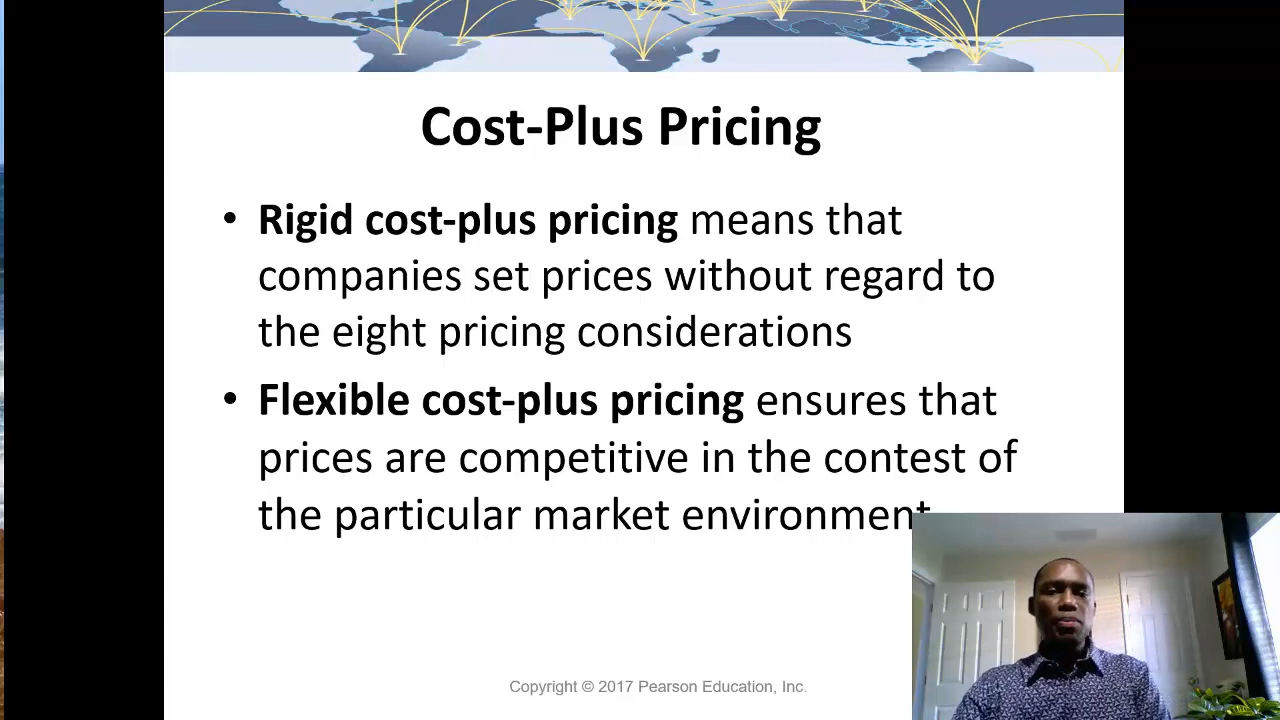 Cost-Plus Pricing
• Rigid cost-plus pricing means that
companies set prices without regard to
the eight pricing considerations
• Flexible cost-plus pricing ensures that
prices are competitive in the contest of
the particular market environment
Copyright © 2017 Pearson Education, Inc.